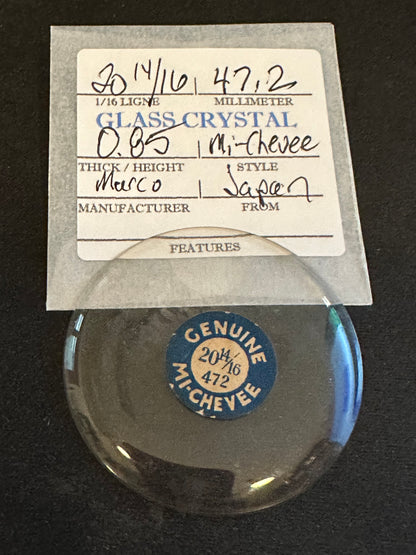 20 14/16 47.2
1/16 LIGNE MILLIMETER
GLASS CRYSTAL
0.85 Mi-Chevee
THICK / HEIGHT STYLE
Marco Japan
MANUFACTURER FROM
FEATURES
GENUINE
20 14/16
472
MI-CHEVEE